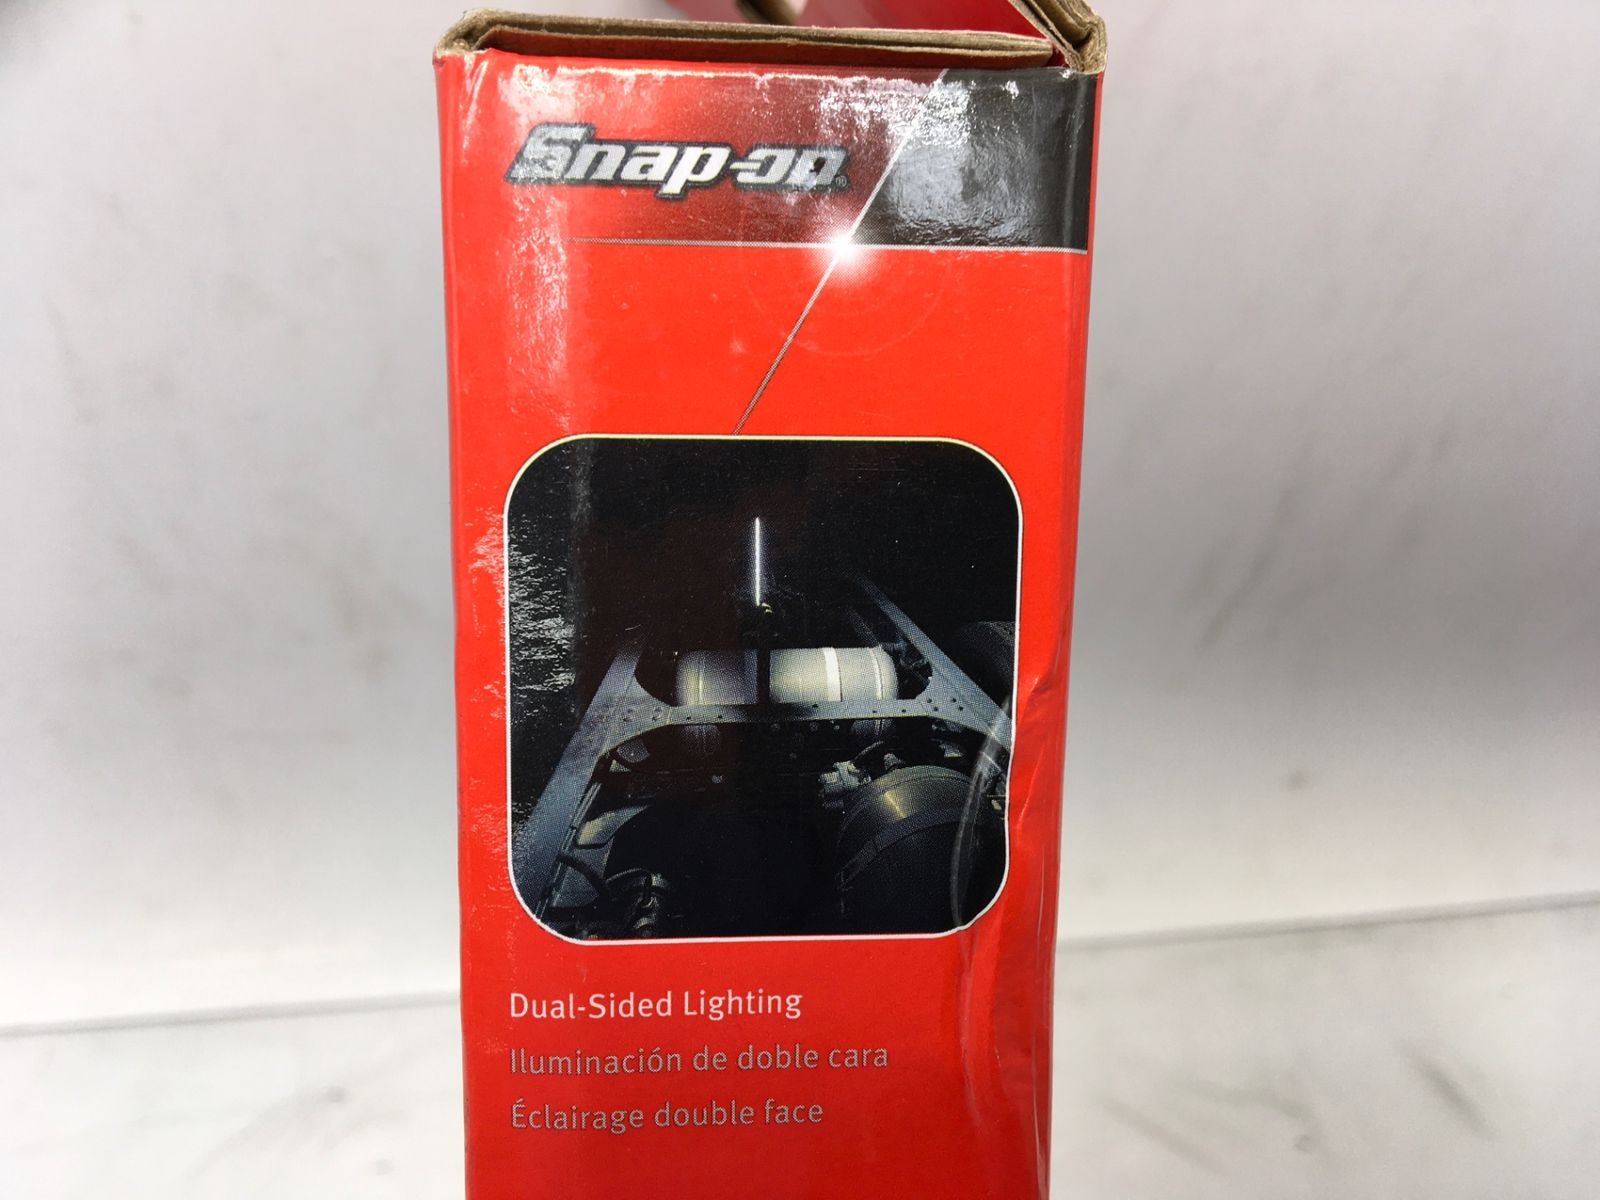 Snap-on®
Dual-Sided Lighting
Iluminación de doble cara
Éclairage double face